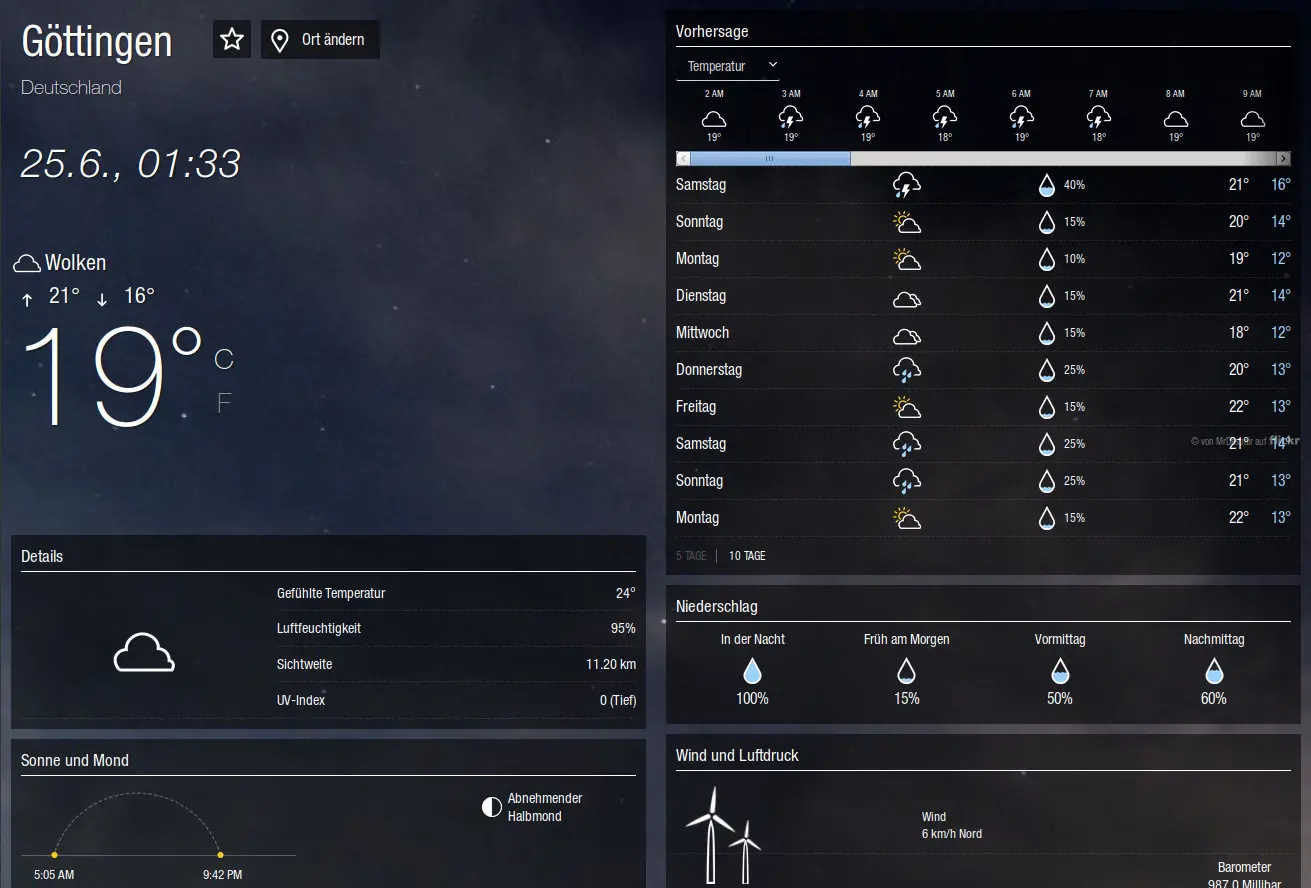 Göttingen
Ort ändern
Deutschland
25.6., 01:33
Wolken
↑ 21° ↓ 16°
19° C
F
Details
Gefühlte Temperatur 24°
Luftfeuchtigkeit 95%
Sichtweite 11.20 km
UV-Index 0 (Tief)
Sonne und Mond
Abnehmender
Halbmond
5:05 AM 9:42 PM
Vorhersage
Temperatur
2 AM 3 AM 4 AM 5 AM 6 AM 7 AM 8 AM 9 AM
19° 19° 19° 18° 19° 18° 19° 19°
Samstag 40% 21° 16°
Sonntag 15% 20° 14°
Montag 10% 19° 12°
Dienstag 15% 21° 14°
Mittwoch 15% 18° 12°
Donnerstag 25% 20° 13°
Freitag 15% 22° 13°
Samstag 25% 21° 14°
© von auf flickr
Sonntag 25% 21° 13°
Montag 15% 22° 13°
5 TAGE | 10 TAGE
Niederschlag
In der Nacht Früh am Morgen Vormittag Nachmittag
100% 15% 50% 60%
Wind und Luftdruck
Wind
6 km/h Nord
Barometer
987.0 Millibar